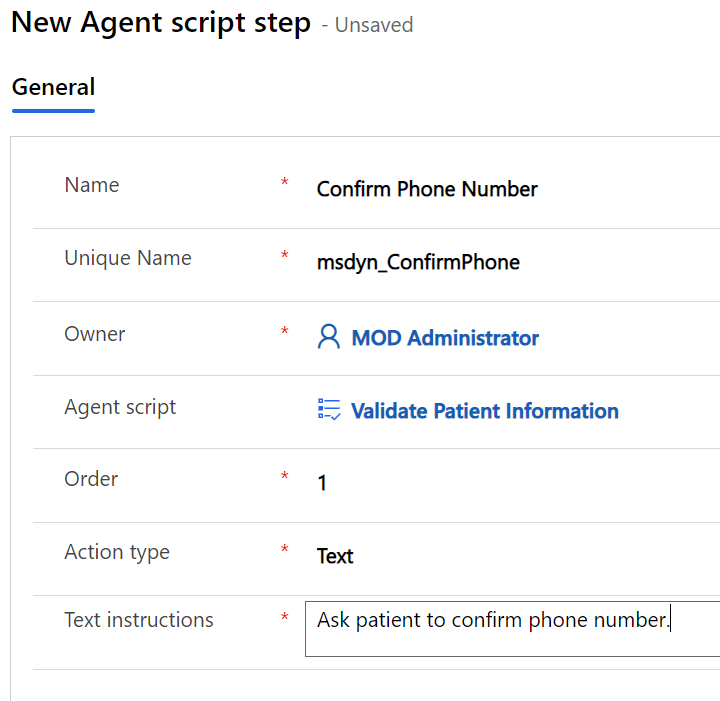 New Agent script step - Unsaved
General
Name * Confirm Phone Number
Unique Name * msdyn_ConfirmPhone
Owner * MOD Administrator
Agent script Validate Patient Information
Order * 1
Action type * Text
Text instructions * Ask patient to confirm phone number.